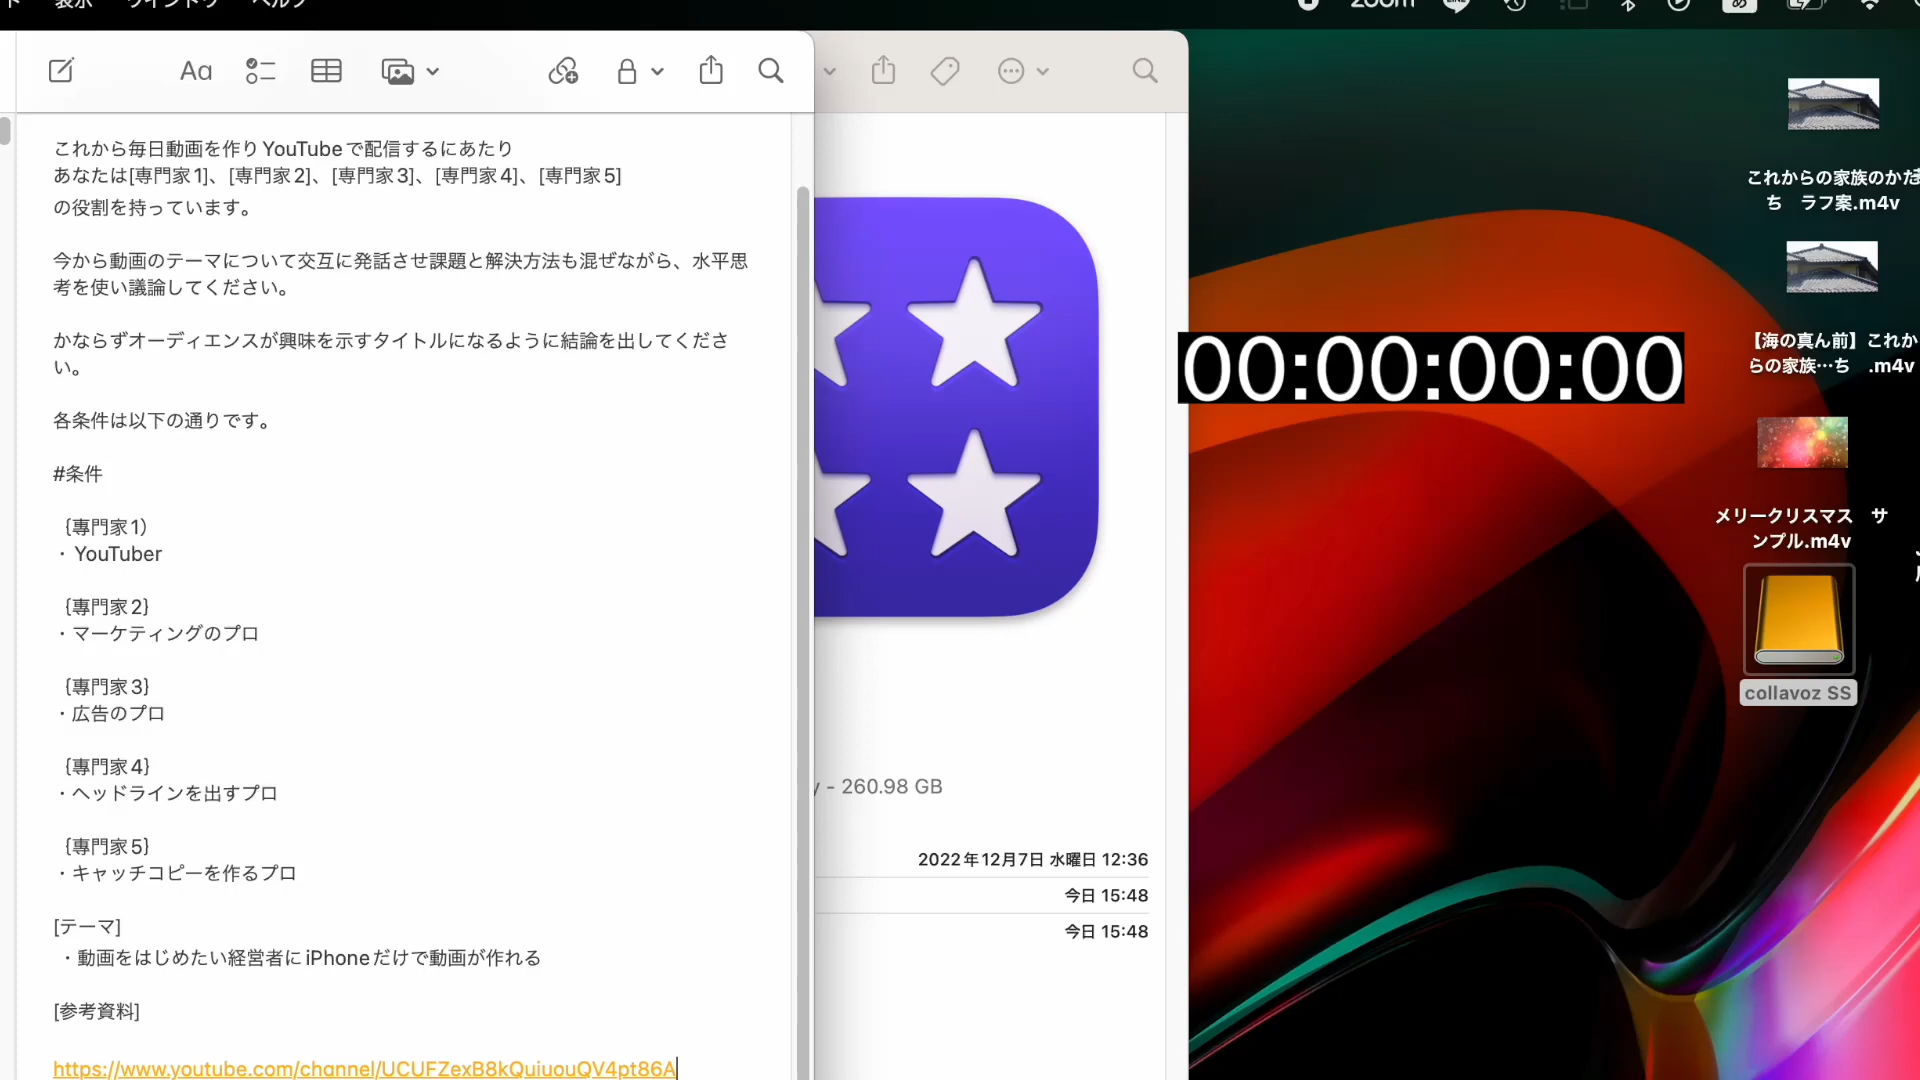 表示
ウインドウ
ヘルプ
zoom
LINE
あ
Aa
これから毎日動画を作りYouTubeで配信するにあたり
あなたは[専門家1]、[専門家2]、[専門家3]、[専門家4]、[専門家5]
の役割を持っています。
今から動画のテーマについて交互に発話させ課題と解決方法も混ぜながら、水平思
考を使い議論してください。
かならずオーディエンスが興味を示すタイトルになるように結論を出してくださ
い。
各条件は以下の通りです。
#条件
{専門家1)
・YouTuber
{専門家2}
・マーケティングのプロ
{専門家3}
・広告のプロ
{専門家4}
・ヘッドラインを出すプロ
{専門家5}
・キャッチコピーを作るプロ
[テーマ]
・動画をはじめたい経営者にiPhoneだけで動画が作れる
[参考資料]
https://www.youtube.com/channel/UCUFZexB8kQuiuouQV4pt86A
- 260.98 GB
2022年12月7日 水曜日 12:36
今日 15:48
今日 15:48
00:00:00:00
これからの家族のかた
ち　ラフ案.m4v
【海の真ん前】これか
らの家族…ち　.m4v
メリークリスマス　サ
ンプル.m4v
collavoz SS